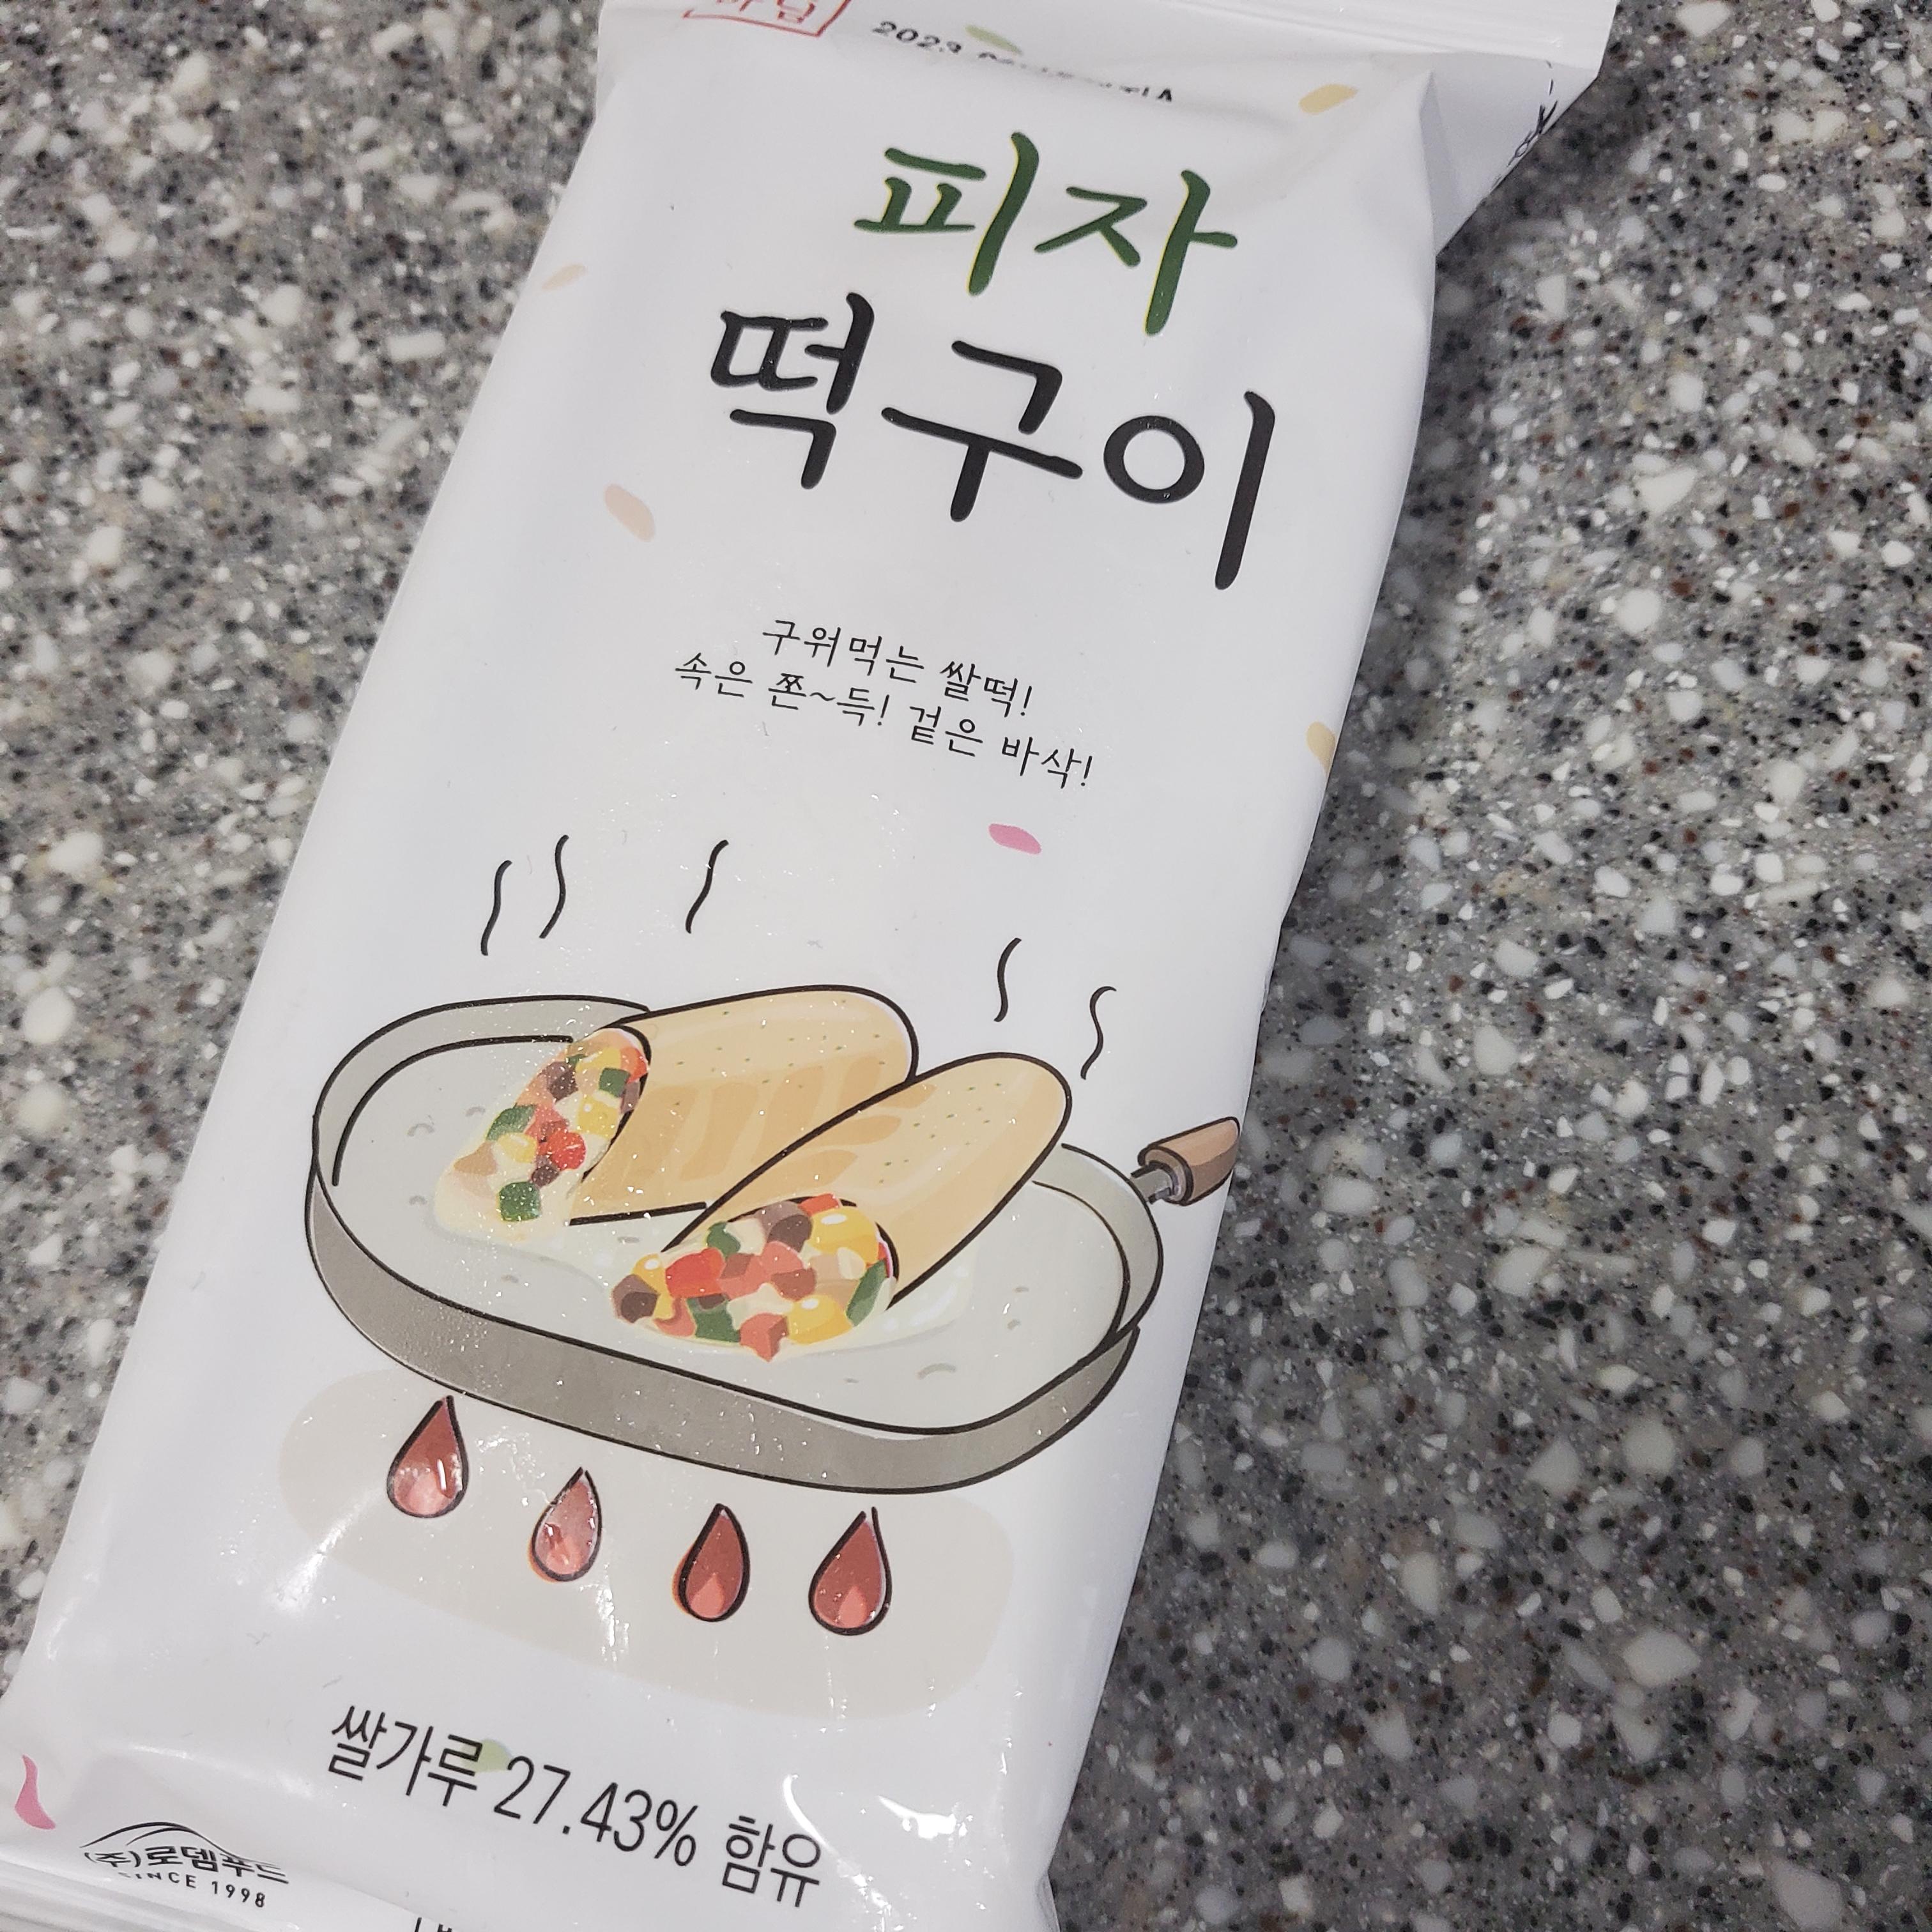 피자
떡구이
구워먹는 쌀떡!
속은 쫀~득! 겉은 바삭!
쌀가루 27.43% 함유
(주)로뎀푸드
SINCE 1998